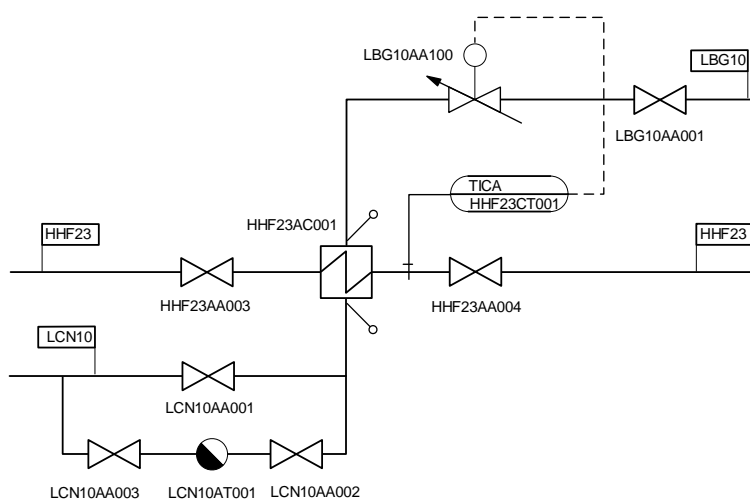 LBG10AA100
LBG10
LBG10AA001
TICA
HHF23CT001
HHF23AC001
HHF23
HHF23
HHF23AA003
HHF23AA004
LCN10
LCN10AA001
LCN10AA003
LCN10AT001
LCN10AA002